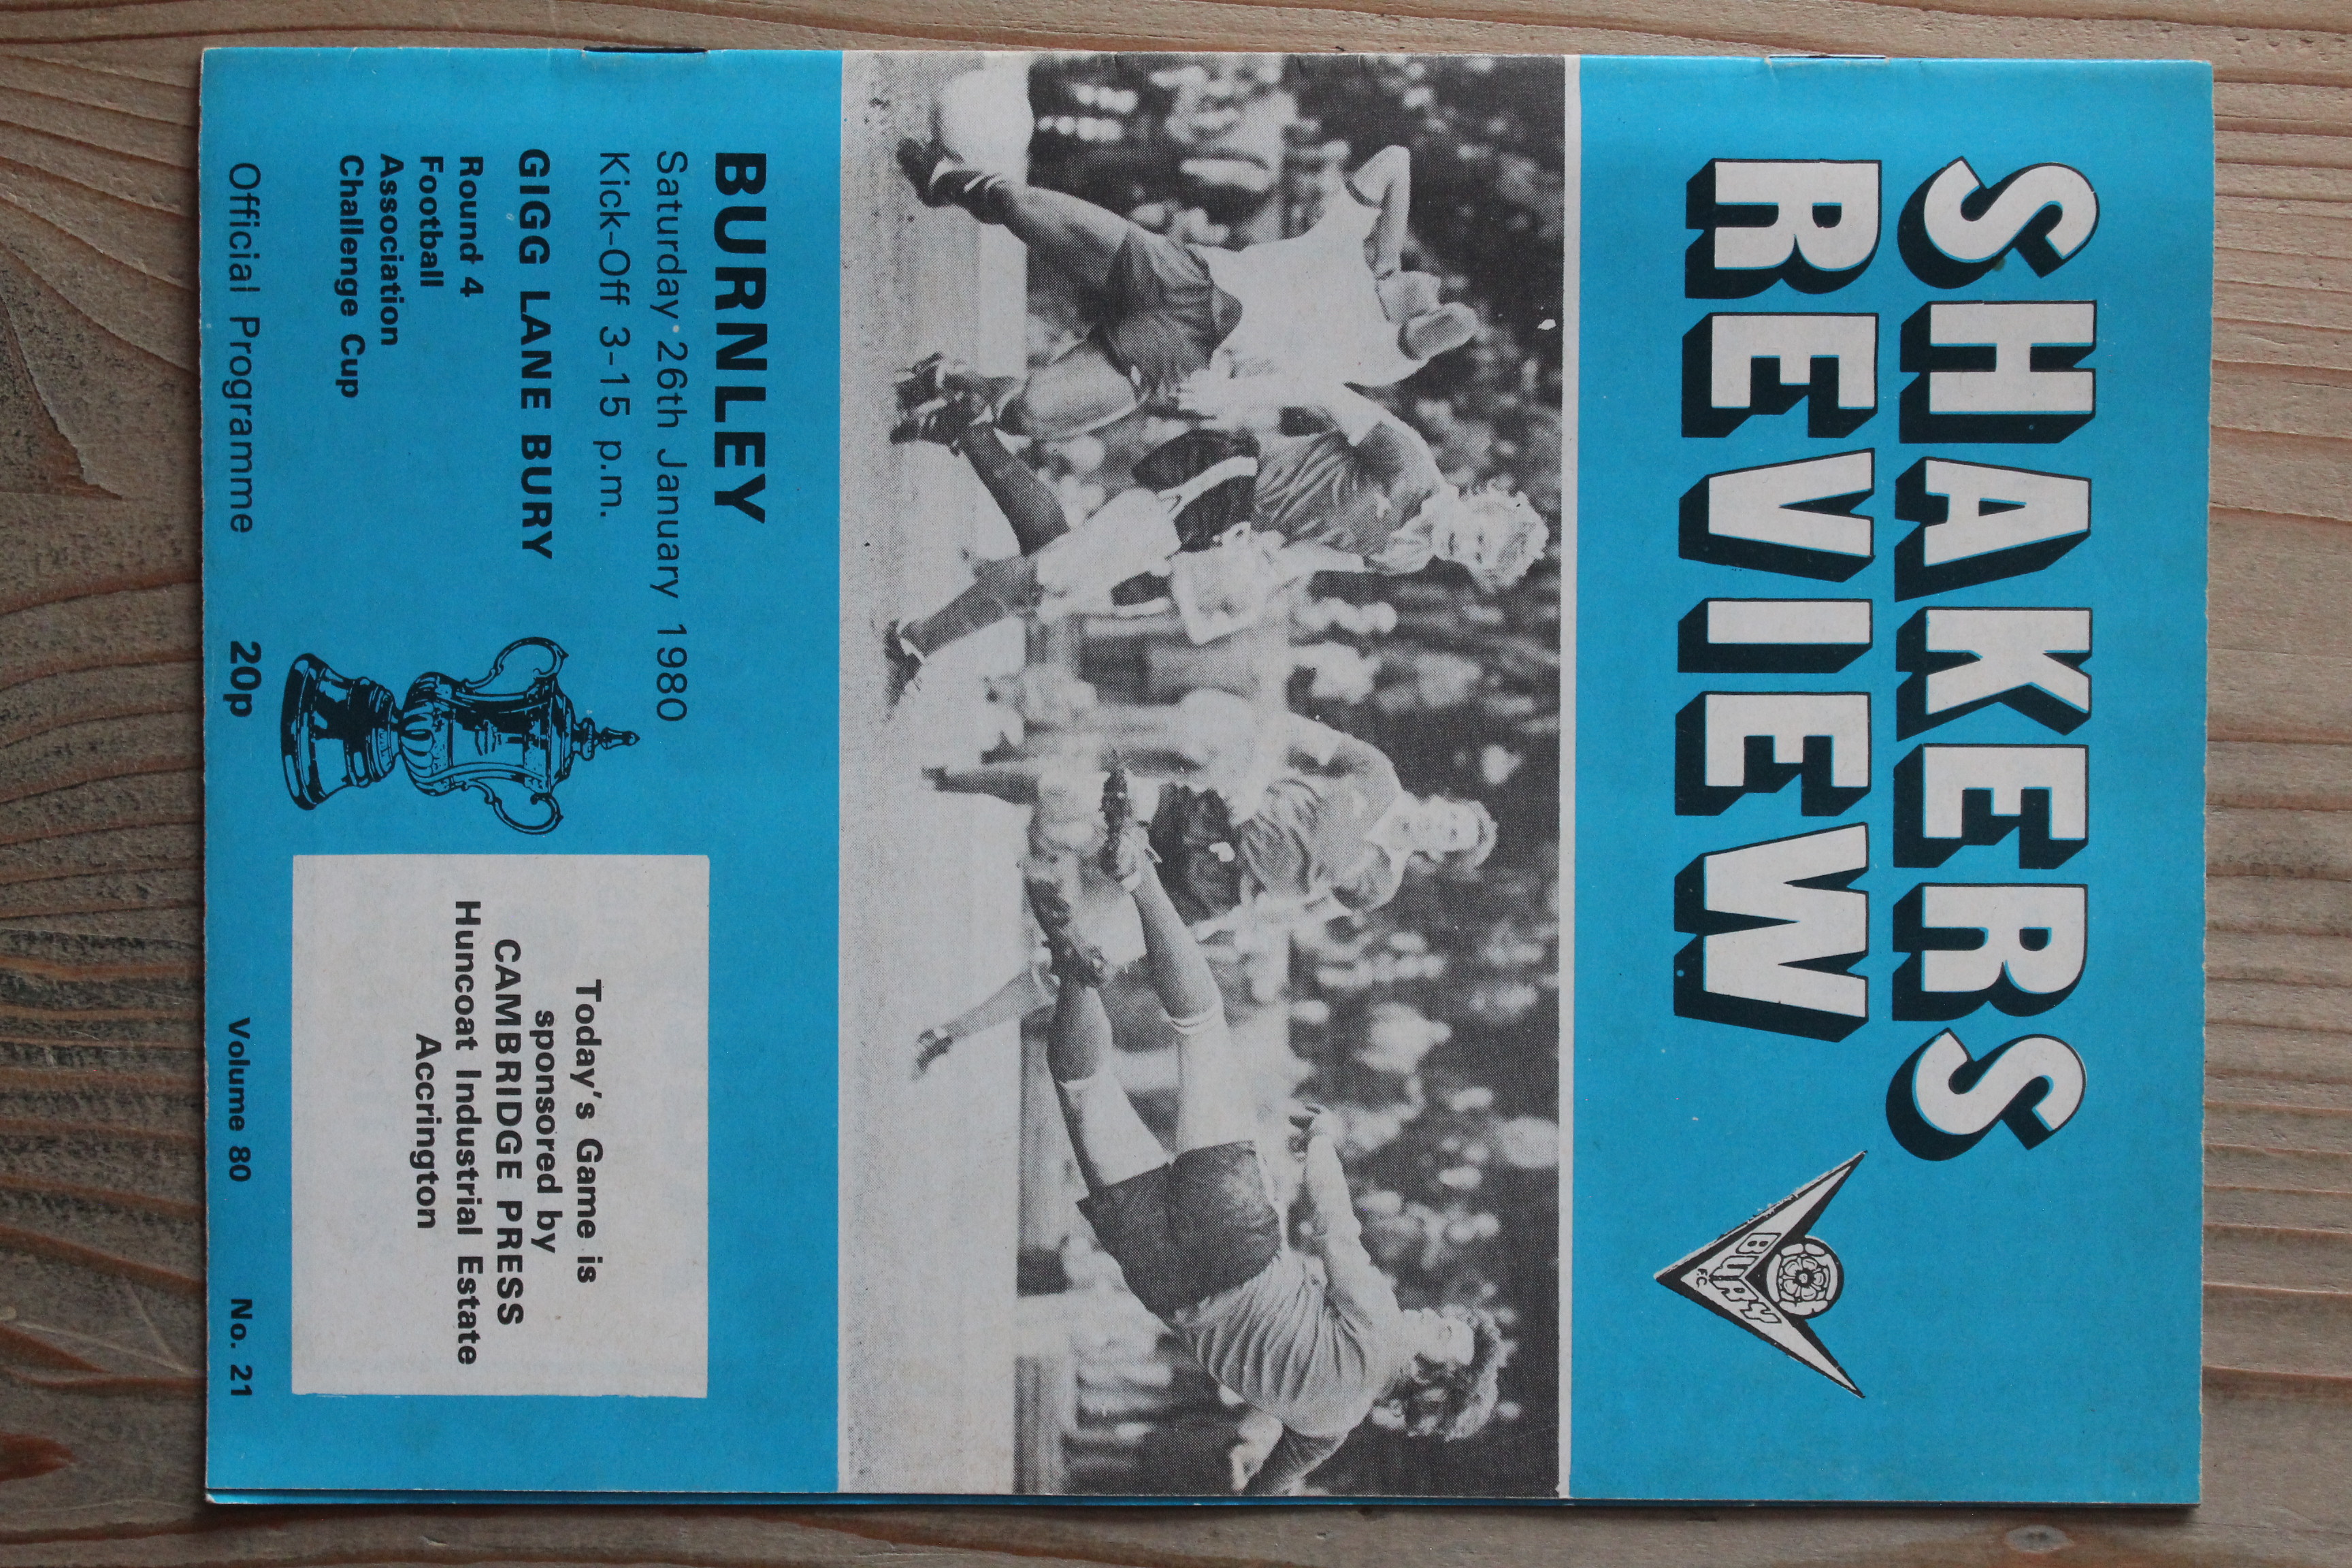 SHAKERS
REVIEW
BURY
F.C.
BURNLEY
Saturday 26th January 1980
Kick-Off 3-15 p.m.
GIGG LANE BURY
Round 4
Football
Association
Challenge Cup
Today's Game is
sponsored by
CAMBRIDGE PRESS
Huncoat Industrial Estate
Accrington
Official Programme 20p Volume 80 No. 21